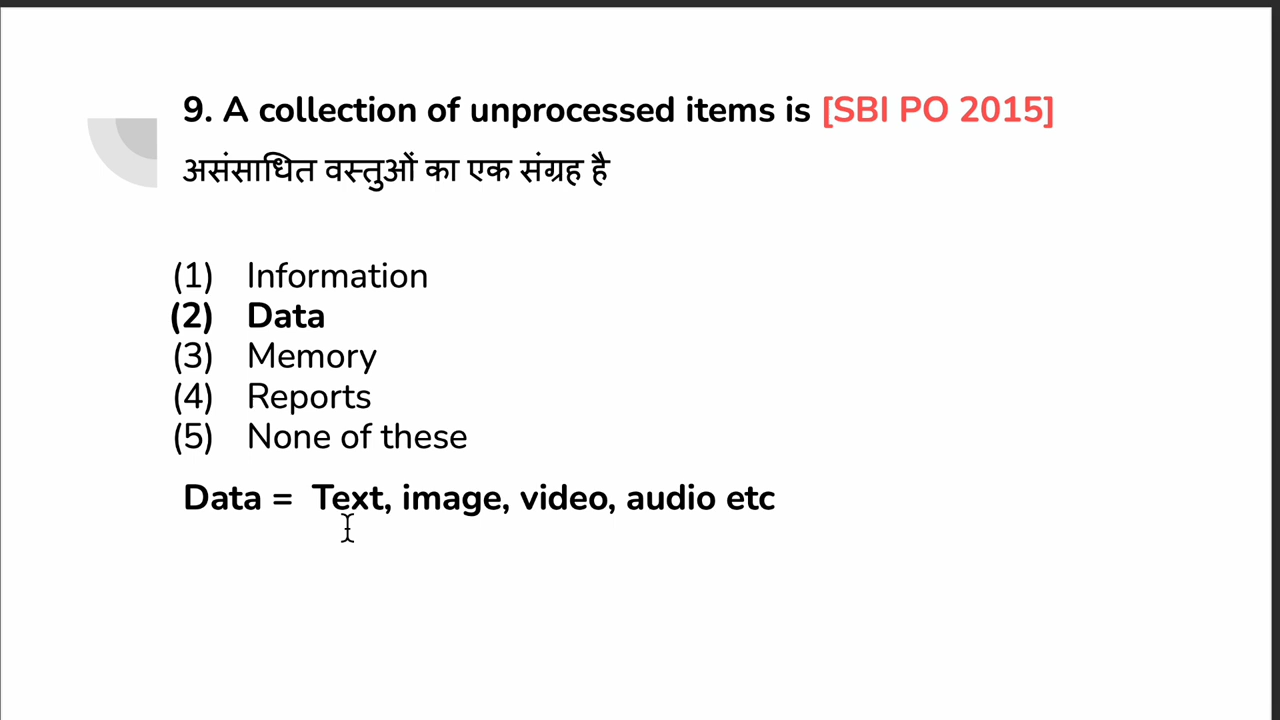 9. A collection of unprocessed items is [SBI PO 2015]
असंसाधित वस्तुओं का एक संग्रह है
(1) Information
(2) Data
(3) Memory
(4) Reports
(5) None of these
Data = Text, image, video, audio etc